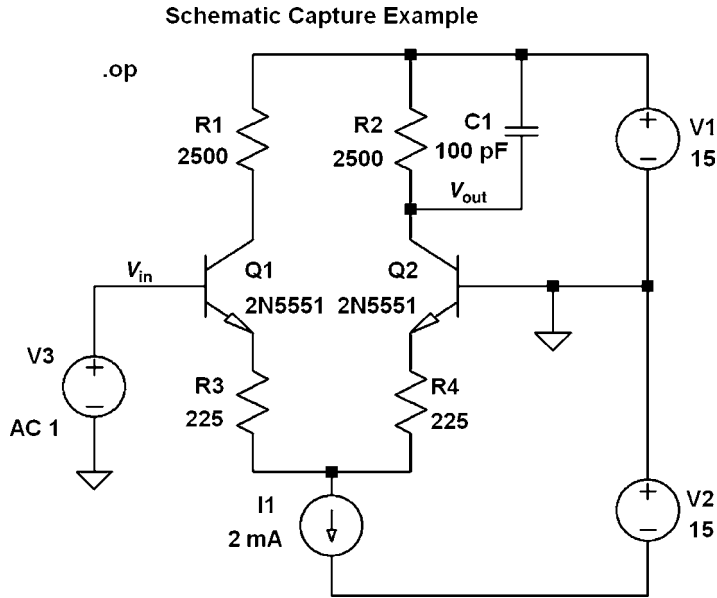 Schematic Capture Example
.op
R1
2500
R2
2500
C1
100 pF
+
V1
−
15
Vout
Vin
Q1
2N5551
Q2
2N5551
V3
+
−
AC 1
R3
225
R4
225
I1
2 mA
+
V2
−
15